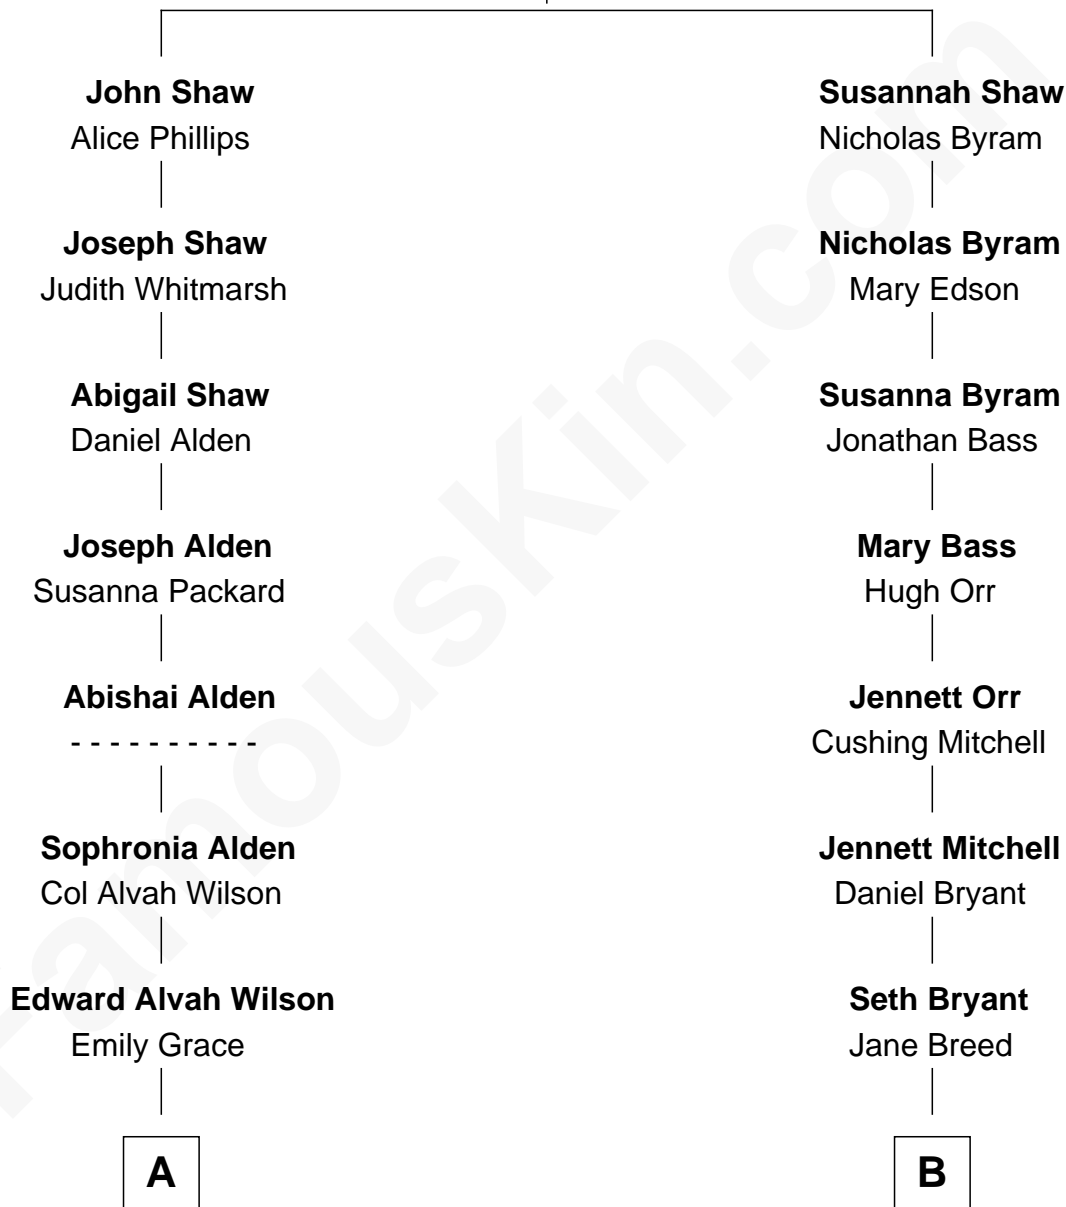 John Shaw
Alice Phillips
Joseph Shaw
Judith Whitmarsh
Abigail Shaw
Daniel Alden
Joseph Alden
Susanna Packard
Abishai Alden
- - - - - - - - - -
Sophronia Alden
Col Alvah Wilson
Edward Alvah Wilson
Emily Grace
A
Susannah Shaw
Nicholas Byram
Nicholas Byram
Mary Edson
Susanna Byram
Jonathan Bass
Mary Bass
Hugh Orr
Jennett Orr
Cushing Mitchell
Jennett Mitchell
Daniel Bryant
Seth Bryant
Jane Breed
B
FamousKin.com